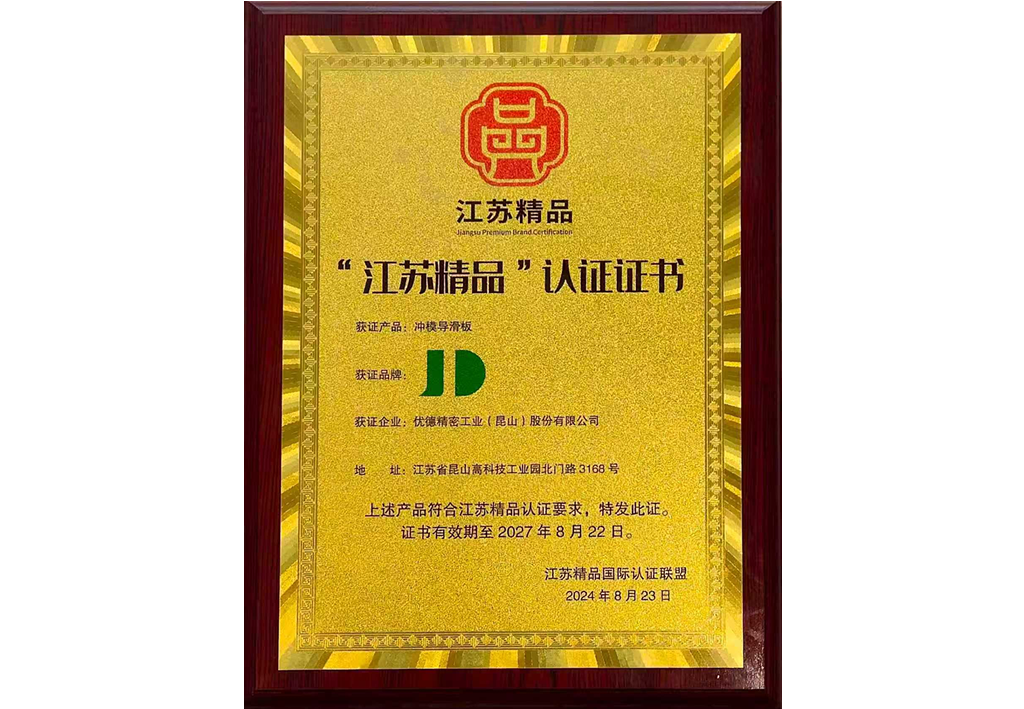 江苏精品
Jiangsu Premium Brand Certification
“江苏精品”认证证书
获证产品：冲模导滑板
获证品牌：JD
获证企业：优德精密工业（昆山）股份有限公司
地 址：江苏省昆山高科技工业园北门路3168号
上述产品符合江苏精品认证要求，特发此证。
证书有效期至2027年8月22日。
江苏精品国际认证联盟
2024年8月23日